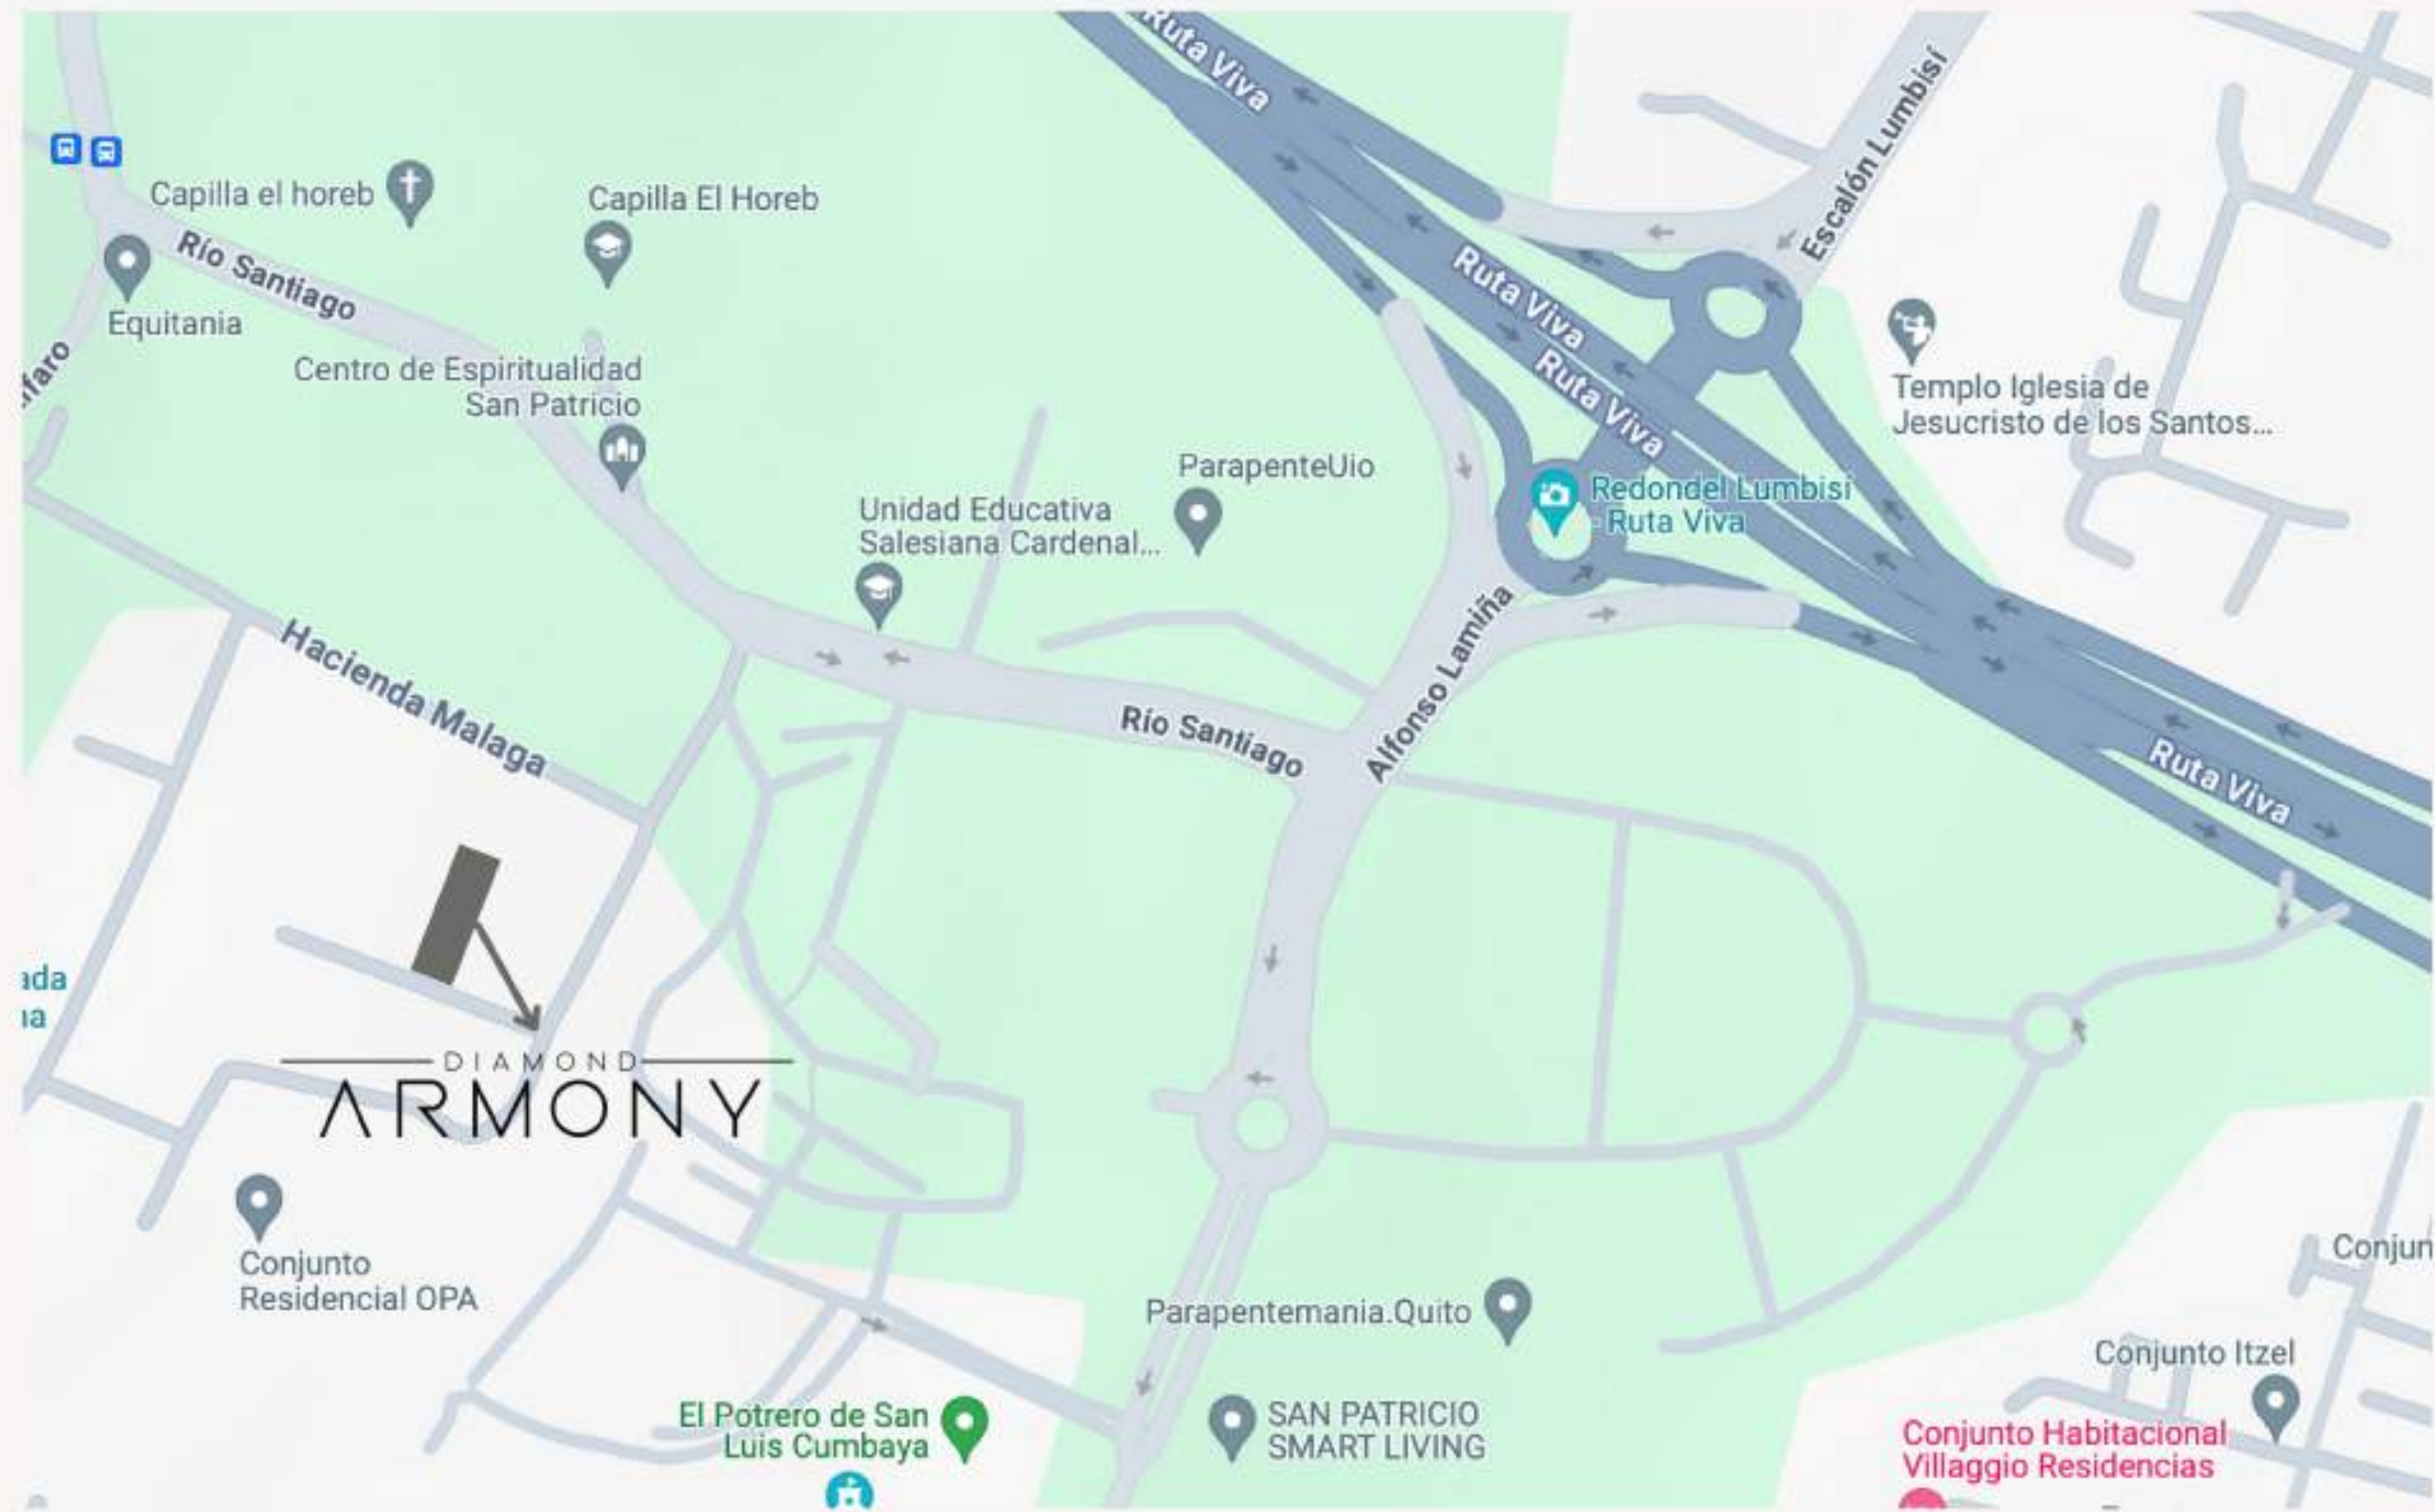 Ruta Viva
Escalón Lumbisí
Capilla el horeb
Capilla El Horeb
Río Santiago
Equitania
Ruta Viva
Ruta Viva
Centro de Espiritualidad
San Patricio
Templo Iglesia de
Jesucristo de los Santos...
ParapenteUio
Redondel Lumbisi
- Ruta Viva
Unidad Educativa
Salesiana Cardenal...
Alfonso Lamiña
Hacienda Malaga
Río Santiago
Ruta Viva
DIAMOND
ARMONY
Conjunto
Residencial OPA
Conjun
Parapentemania.Quito
Conjunto Itzel
El Potrero de San
Luis Cumbaya
SAN PATRICIO
SMART LIVING
Conjunto Habitacional
Villaggio Residencias